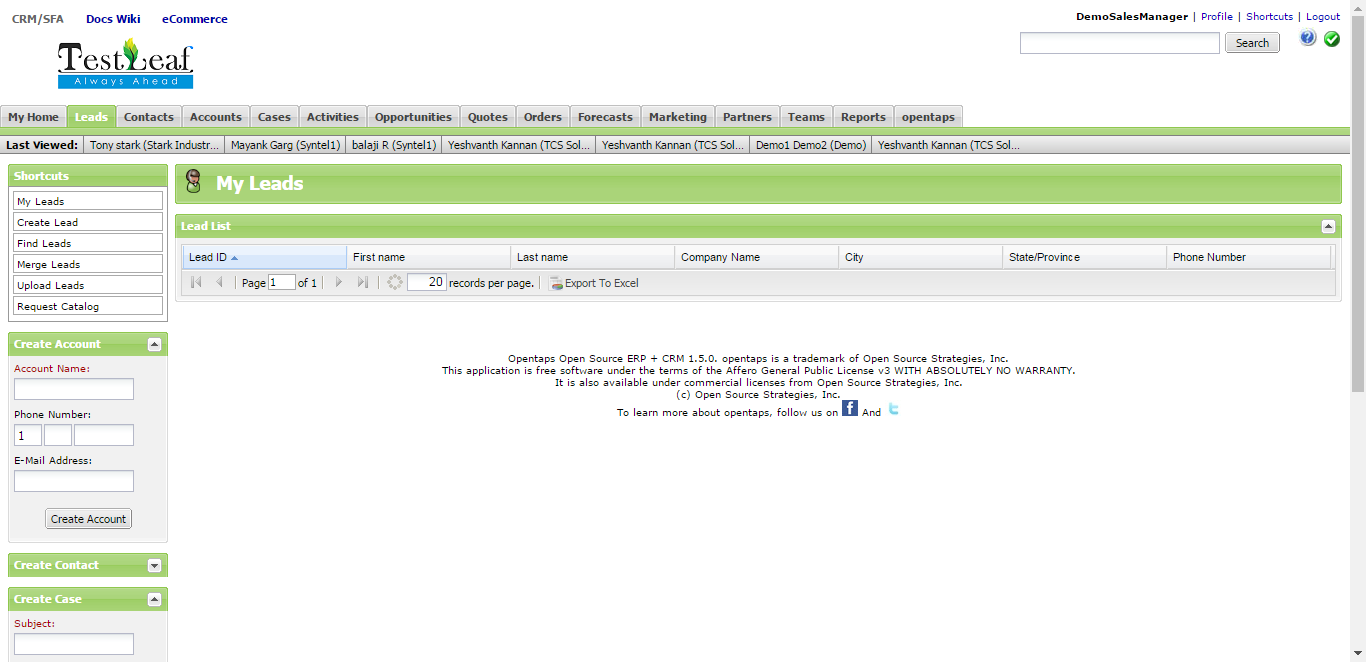 CRM/SFA Docs Wiki eCommerce
DemoSalesManager | Profile | Shortcuts | Logout
Search
TestLeaf
Always Ahead
My Home Leads Contacts Accounts Cases Activities Opportunities Quotes Orders Forecasts Marketing Partners Teams Reports opentaps
Last Viewed: Tony stark (Stark Industr... Mayank Garg (Syntel1) balaji R (Syntel1) Yeshvanth Kannan (TCS Sol... Yeshvanth Kannan (TCS Sol... Demo1 Demo2 (Demo) Yeshvanth Kannan (TCS Sol...
Shortcuts
My Leads
Create Lead
Find Leads
Merge Leads
Upload Leads
Request Catalog
Create Account
Account Name:
Phone Number:
1
E-Mail Address:
Create Account
Create Contact
Create Case
Subject:
My Leads
Lead List
Lead ID First name Last name Company Name City State/Province Phone Number
Page 1 of 1 | 20 records per page. | Export To Excel
Opentaps Open Source ERP + CRM 1.5.0. opentaps is a trademark of Open Source Strategies, Inc.
This application is free software under the terms of the Affero General Public License v3 WITH ABSOLUTELY NO WARRANTY.
It is also available under commercial licenses from Open Source Strategies, Inc.
(c) Open Source Strategies, Inc.
To learn more about opentaps, follow us on f And t